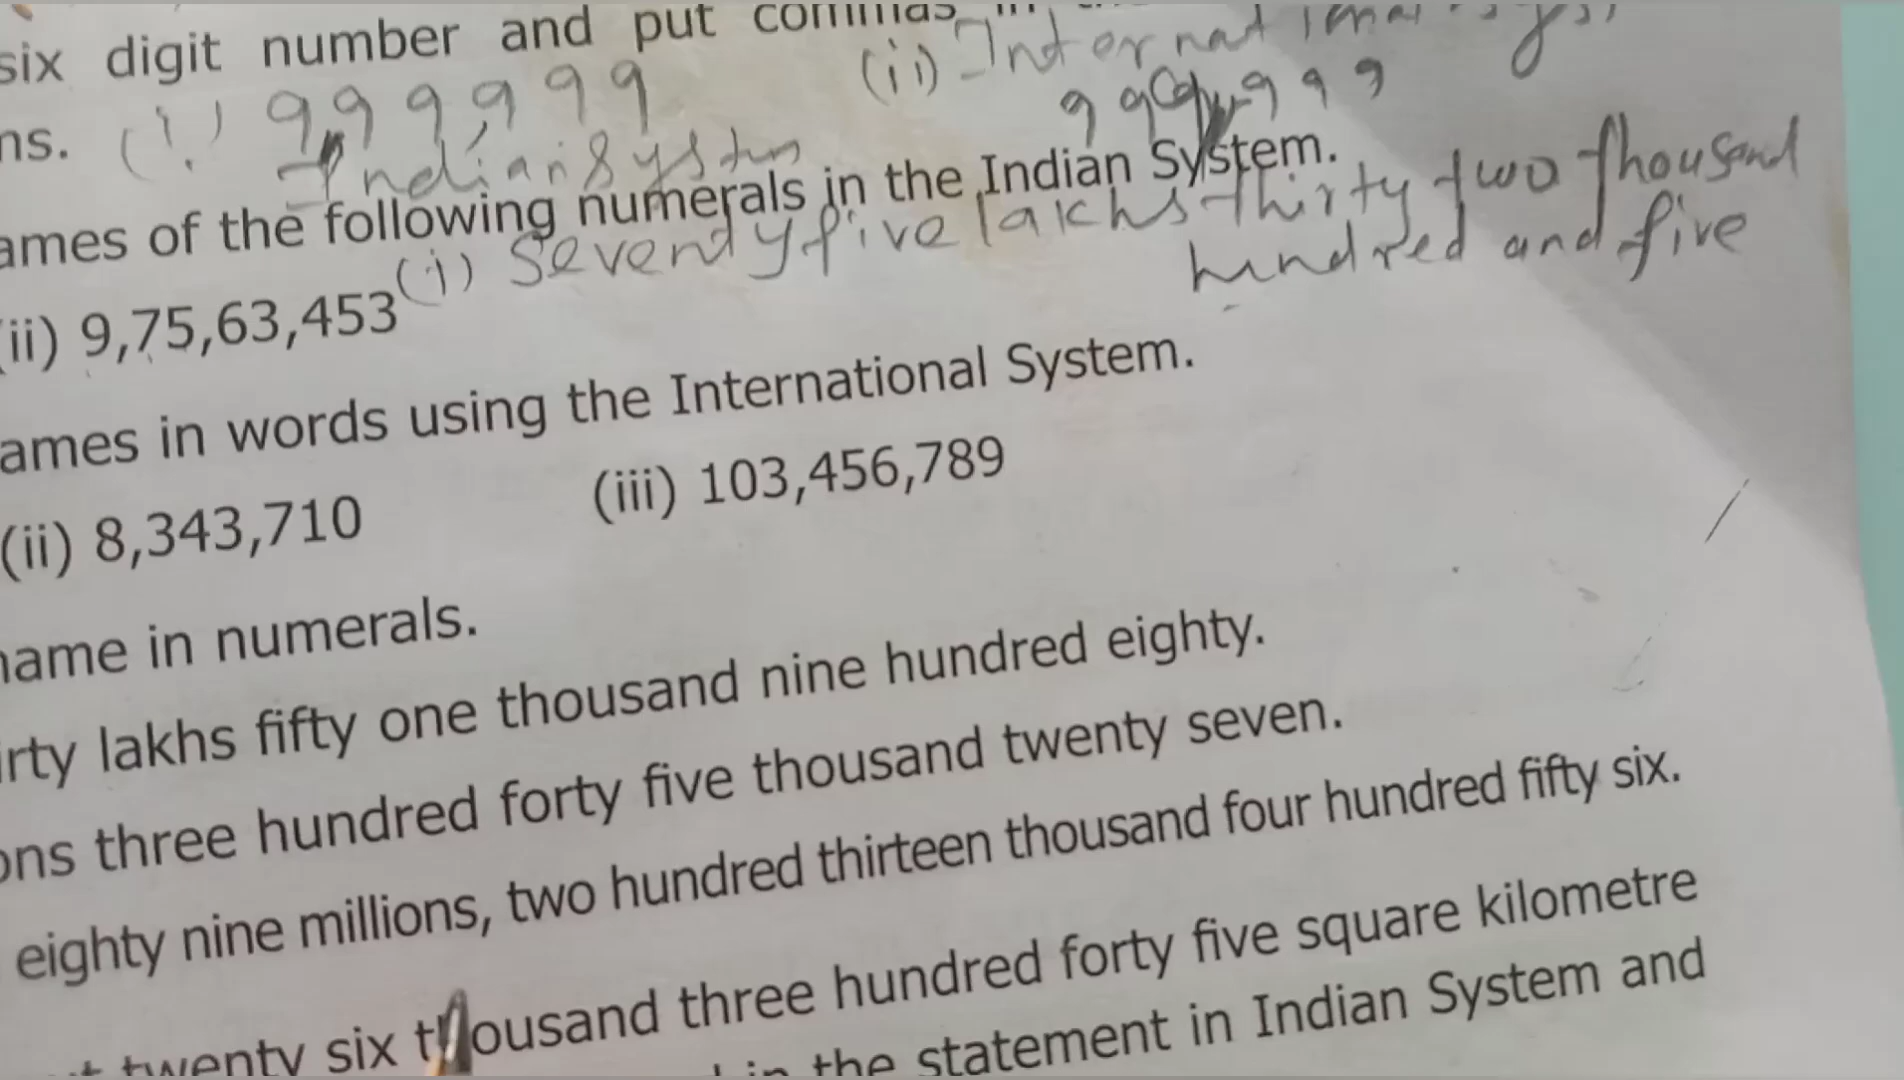 six digit number and put commas in
(ii) International sys
ns. (i) 9,99,999
999,999
Indian System
ames of the following numerals in the Indian System.
(i) Seventy five lakhs thirty two thousand
hundred and five
(ii) 9,75,63,453
ames in words using the International System.
(ii) 8,343,710 (iii) 103,456,789
name in numerals.
irty lakhs fifty one thousand nine hundred eighty.
ons three hundred forty five thousand twenty seven.
eighty nine millions, two hundred thirteen thousand four hundred fifty six.
twenty six thousand three hundred forty five square kilometre
in the statement in Indian System and